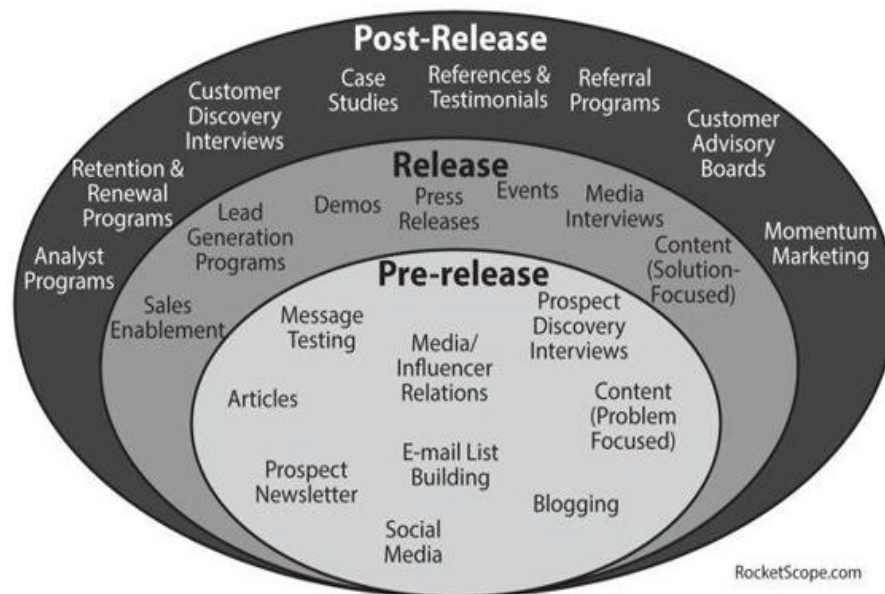 Post-Release
Customer
Discovery
Interviews
Case
Studies
References &
Testimonials
Referral
Programs
Customer
Advisory
Boards
Retention &
Renewal
Programs
Analyst
Programs
Momentum
Marketing
Release
Sales
Enablement
Lead
Generation
Programs
Demos
Press
Releases
Events
Media
Interviews
Content
(Solution-
Focused)
Pre-release
Message
Testing
Media/
Influencer
Relations
Prospect
Discovery
Interviews
Articles
Content
(Problem
Focused)
E-mail List
Building
Prospect
Newsletter
Blogging
Social
Media
RocketScope.com